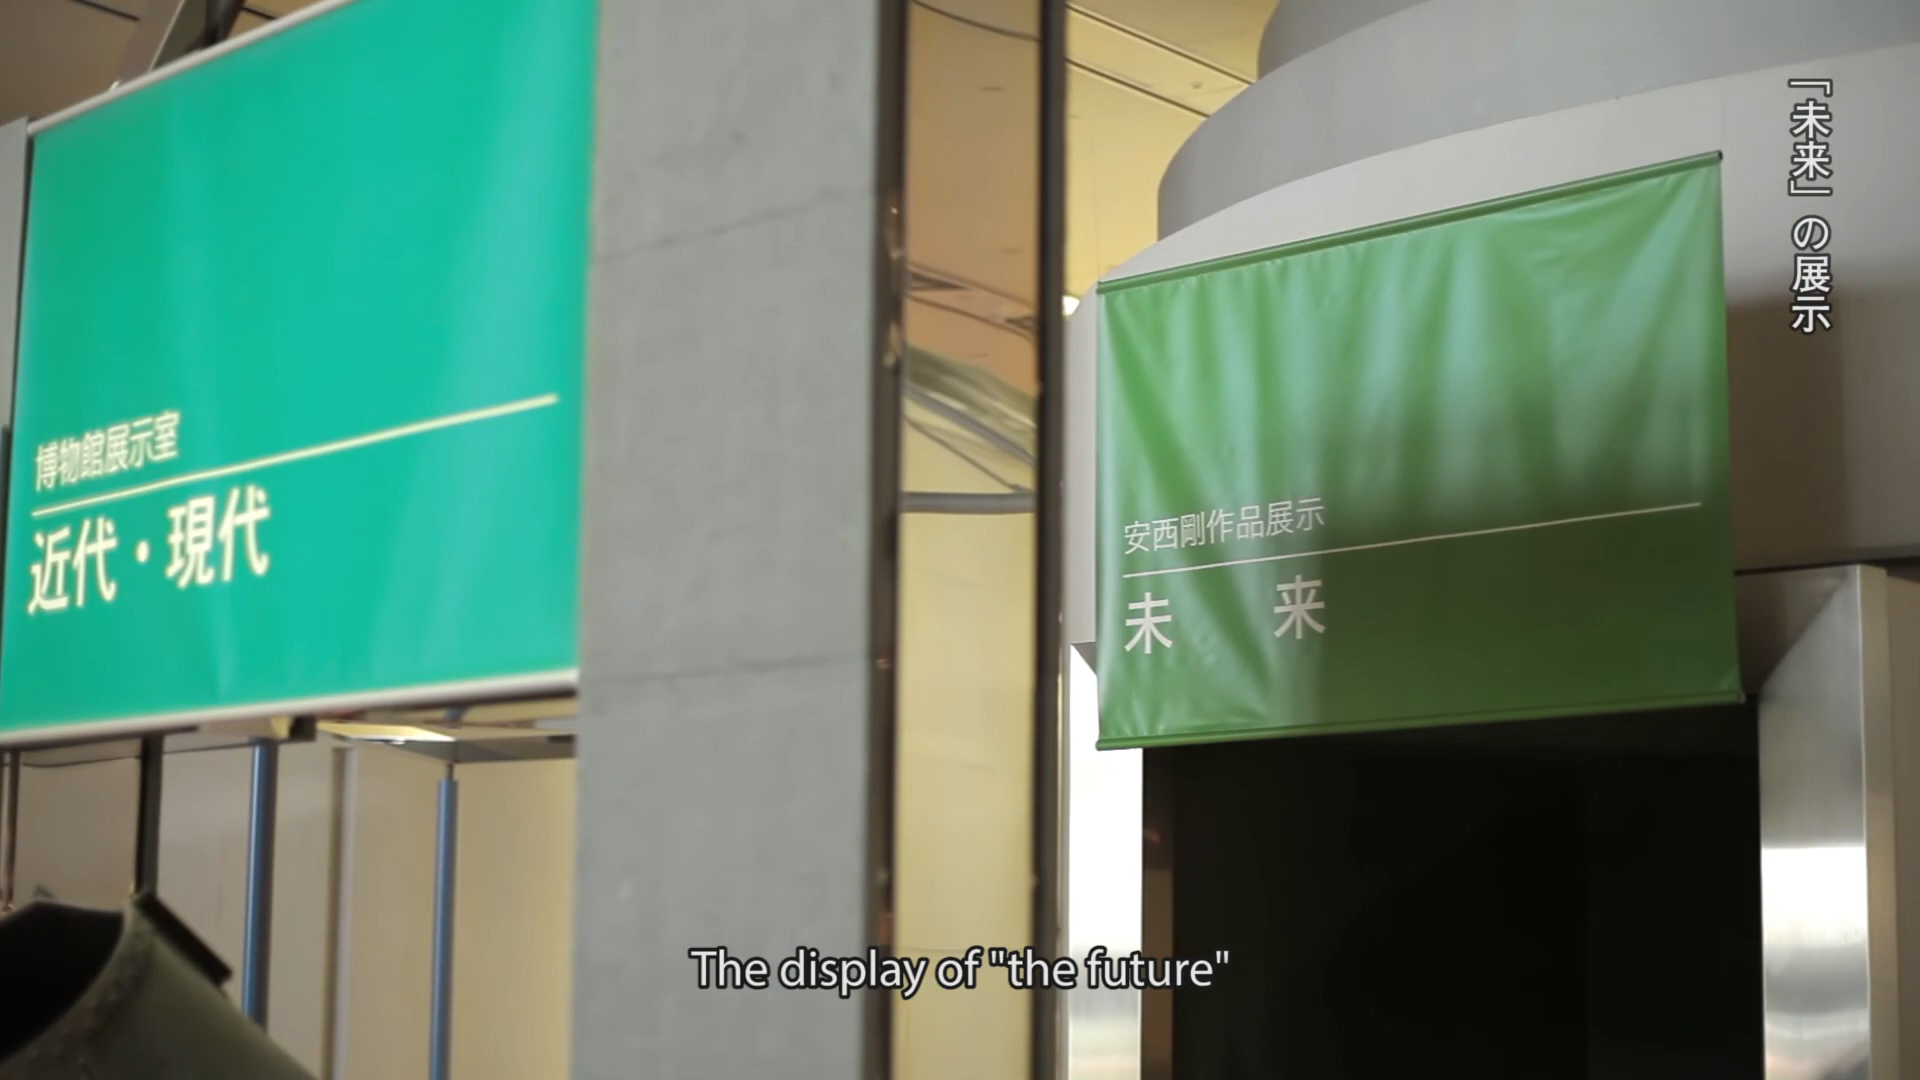 博物館展示室
近代・現代
安西剛作品展示
未来
「未来」の展示
The display of "the future"